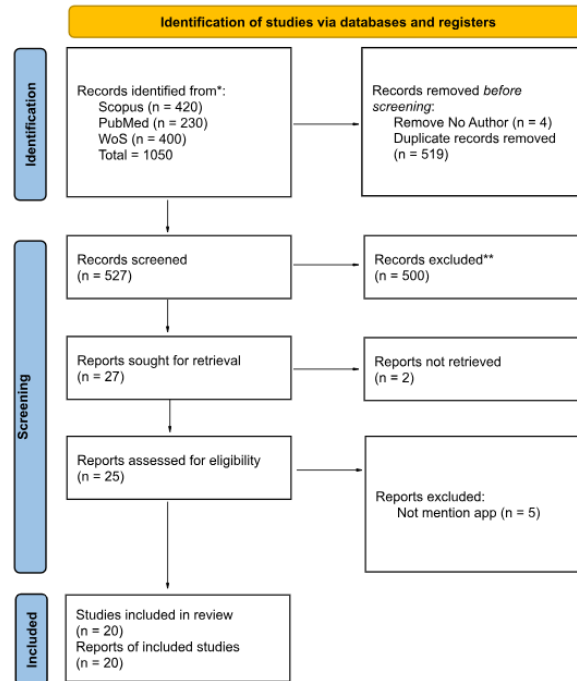 Identification of studies via databases and registers
Identification
Records identified from*:
Scopus (n = 420)
PubMed (n = 230)
WoS (n = 400)
Total = 1050
Records removed before
screening:
Remove No Author (n = 4)
Duplicate records removed
(n = 519)
Screening
Records screened
(n = 527)
Records excluded**
(n = 500)
Reports sought for retrieval
(n = 27)
Reports not retrieved
(n = 2)
Reports assessed for eligibility
(n = 25)
Reports excluded:
Not mention app (n = 5)
Included
Studies included in review
(n = 20)
Reports of included studies
(n = 20)